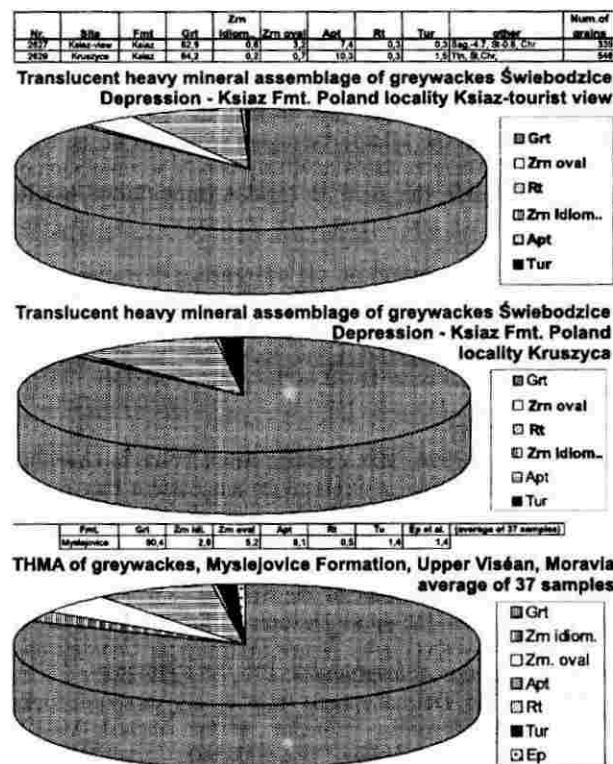 Nr. Site Fmt Grt Zrn Idiom. Zrn oval Apt Rt Tur other Num.of grains
2627 Ksiaz-view Ksiaz 82,9 0,6 3,2 7,4 0,3 0,3 Chr 339
Kruszyca Ksiaz 84,2 0,2 0,7 10,3 0,3 1,5 Ttn, St,Chr,
Translucent heavy mineral assemblage of greywackes Świebodzice
Depression - Ksiaz Fmt. Poland locality Ksiaz-tourist view
Grt
Zrn oval
Rt
Zrn Idiom..
Apt
Tur
Translucent heavy mineral assemblage of greywackes Świebodzice
Depression - Ksiaz Fmt. Poland
locality Kruszyca
Grt
Zrn oval
Rt
Zrn Idiom..
Apt
Tur
Fmt. Grt Zrn idi. Zrn oval Apt Rt Tu Ep et al. (average of 37 samples)
Myslejovice 80,4 2,8 5,2 8,1 0,5 1,4 1,4
THMA of greywackes, Myslejovice Formation, Upper Viséan, Moravia
average of 37 samples
Grt
Zrn idiom.
Zrn. oval
Apt
Rt
Tur
Ep